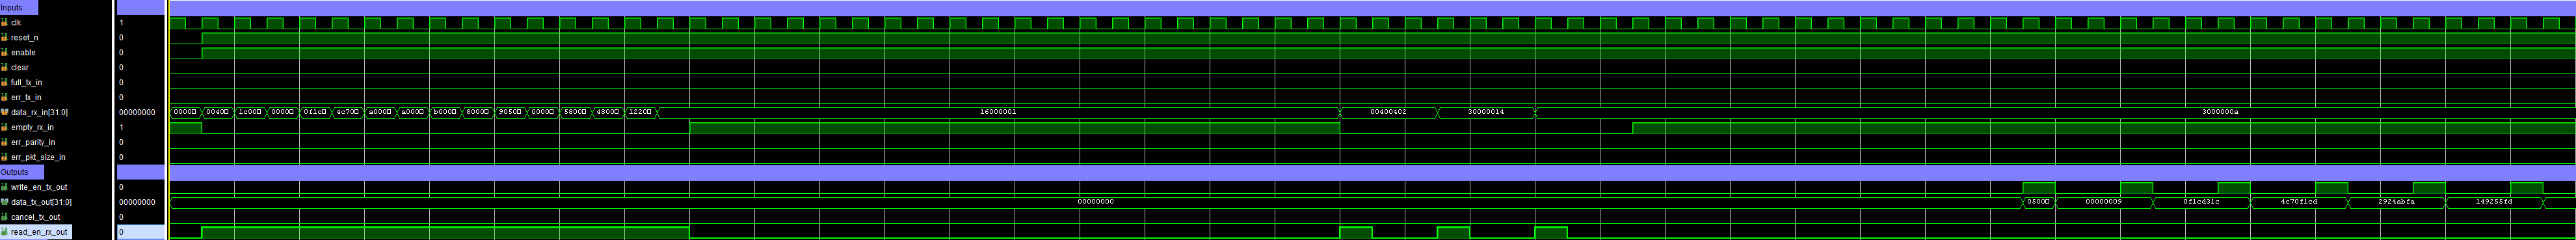 Inputs
clk 1
reset_n 0
enable 0
clear 0
full_tx_in 0
err_tx_in 0
data_rx_in[31:0] 00000000 0000 0040 1c00 0000 0f1c 4c70 a000 a000 b000 8000 9050 0000 5800 4800 1220 16000001 00400402 30000014 3000000a
empty_rx_in 1
err_parity_in 0
err_pkt_size_in 0
Outputs
write_en_tx_out 0
data_tx_out[31:0] 00000000 00000000 0500 00000009 0f1cd31c 4c70f1cd 2924abfa 149255fd
cancel_tx_out 0
read_en_rx_out 0